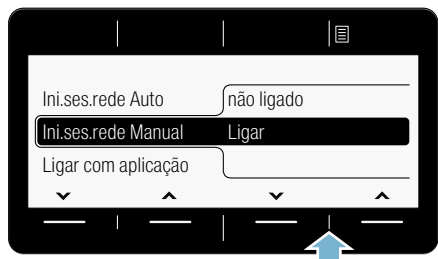 Ini.ses.rede Auto não ligado
Ini.ses.rede Manual Ligar
Ligar com aplicação